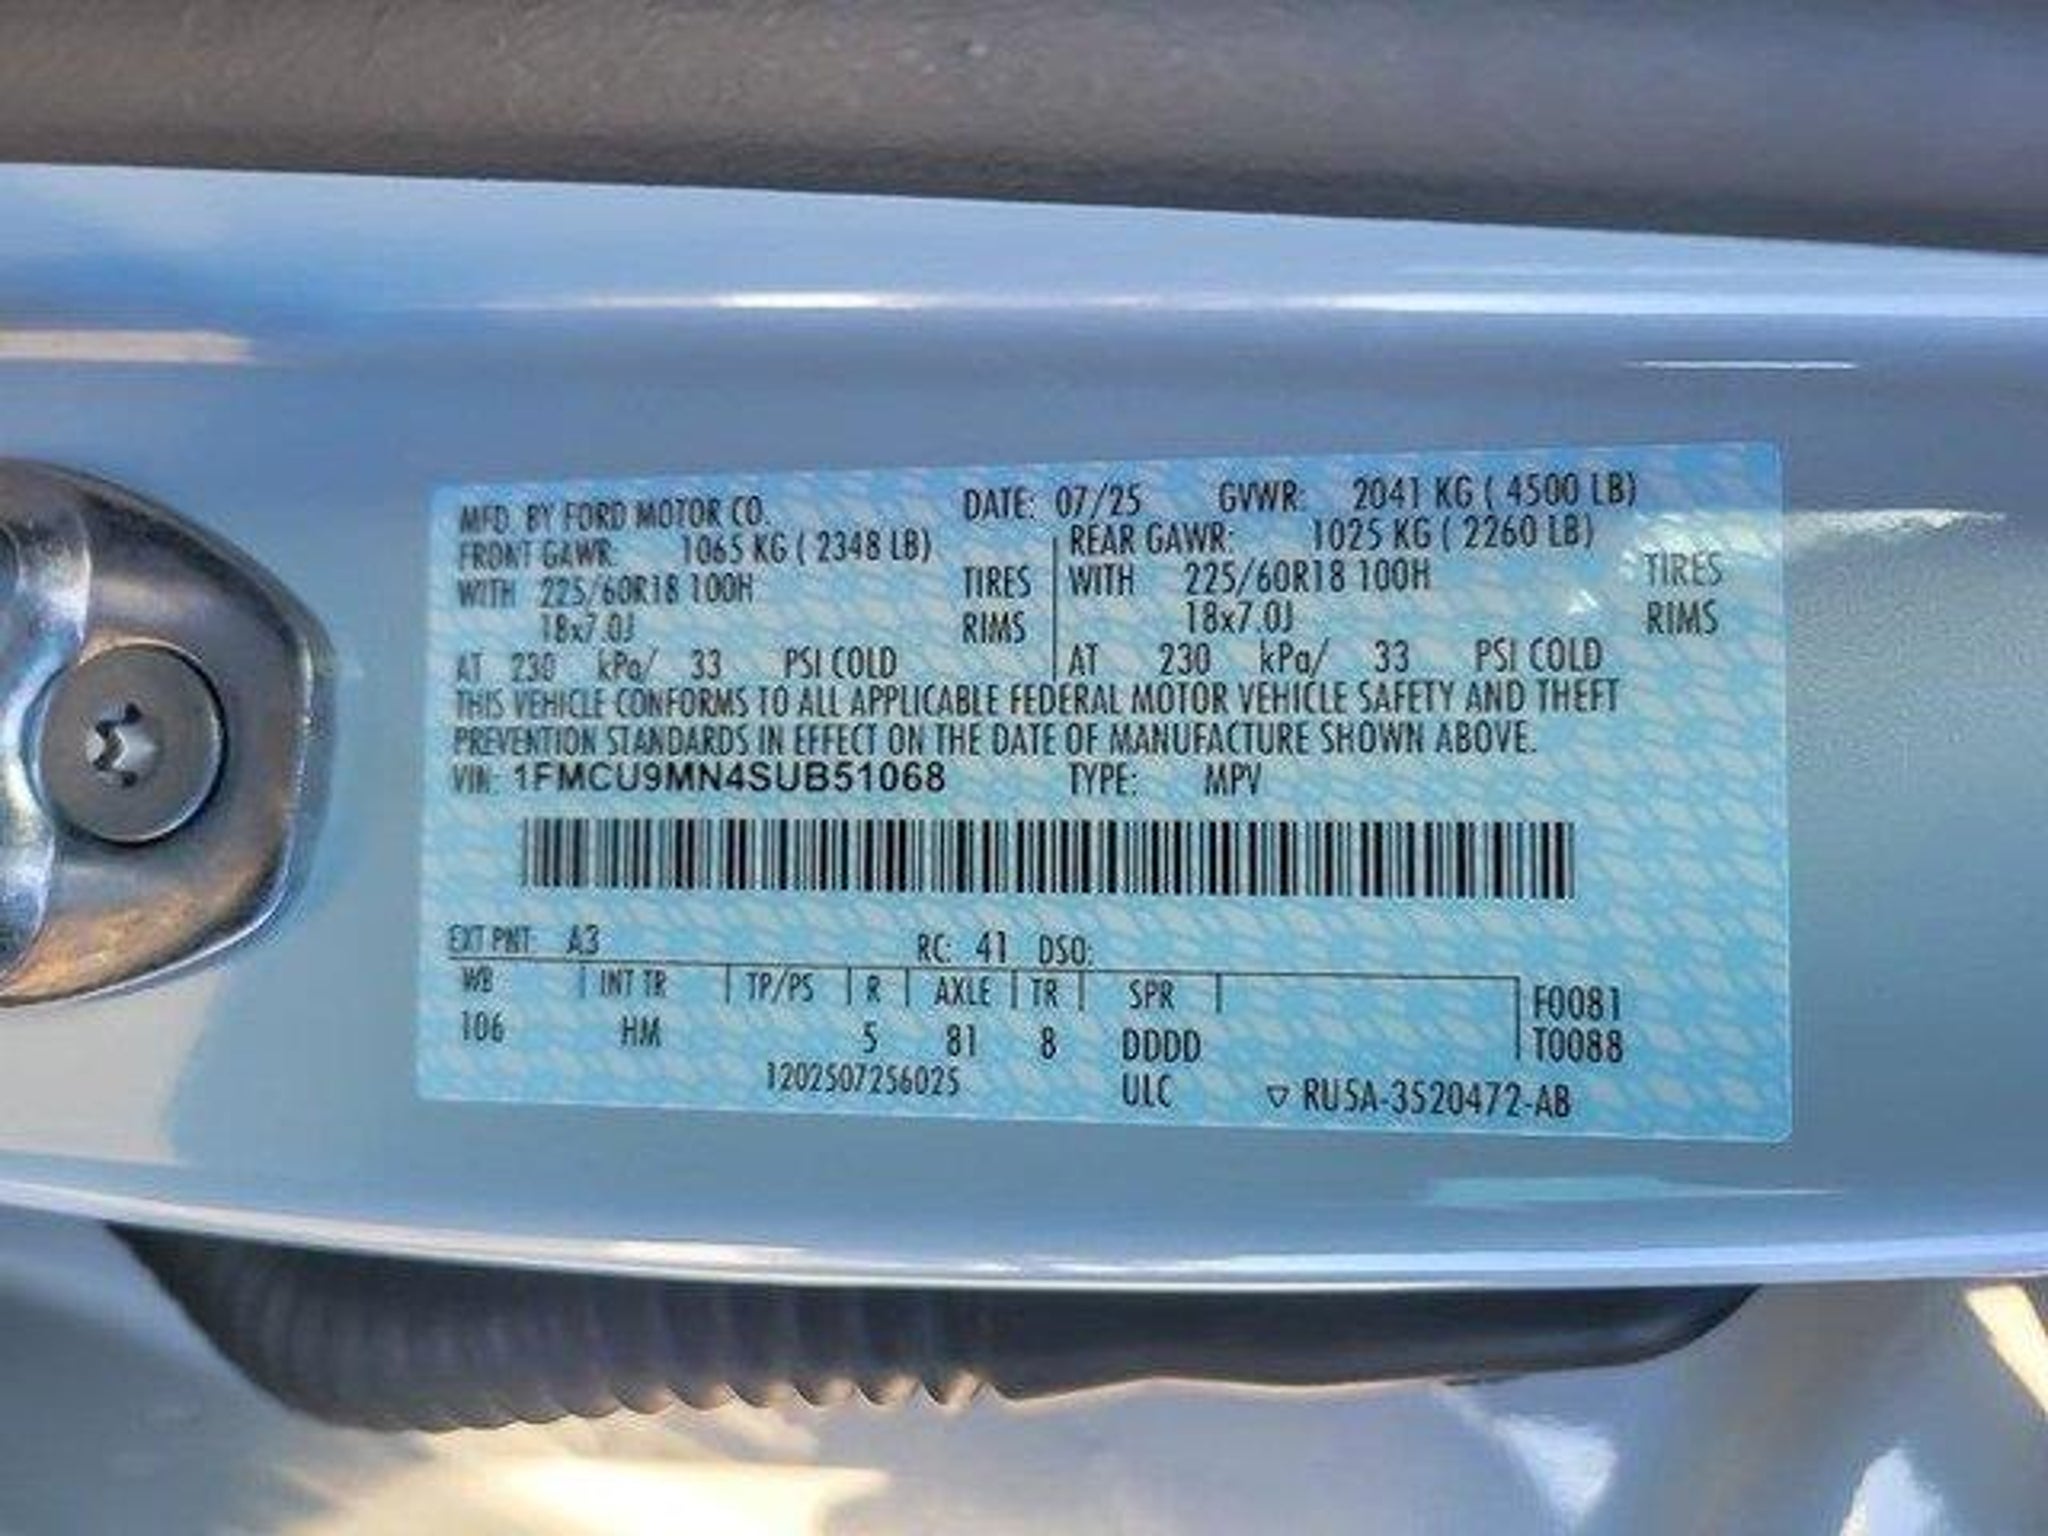 MFD. BY FORD MOTOR CO. DATE: 07/25 GVWR: 2041 KG ( 4500 LB)
FRONT GAWR: 1065 KG ( 2348 LB) REAR GAWR: 1025 KG ( 2260 LB)
WITH 225/60R18 100H TIRES WITH 225/60R18 100H TIRES
18x7.0J RIMS 18x7.0J RIMS
AT 230 kPa/ 33 PSI COLD AT 230 kPa/ 33 PSI COLD
THIS VEHICLE CONFORMS TO ALL APPLICABLE FEDERAL MOTOR VEHICLE SAFETY AND THEFT
PREVENTION STANDARDS IN EFFECT ON THE DATE OF MANUFACTURE SHOWN ABOVE.
VIN: 1FMCU9MN4SUB51068 TYPE: MPV
EXT PNT: A3 RC: 41 DSO:
WB INT TR TP/PS R AXLE TR SPR F0081
106 HM 5 81 8 DDDD T0088
1202507256025 ULC ▽ RU5A-3520472-AB